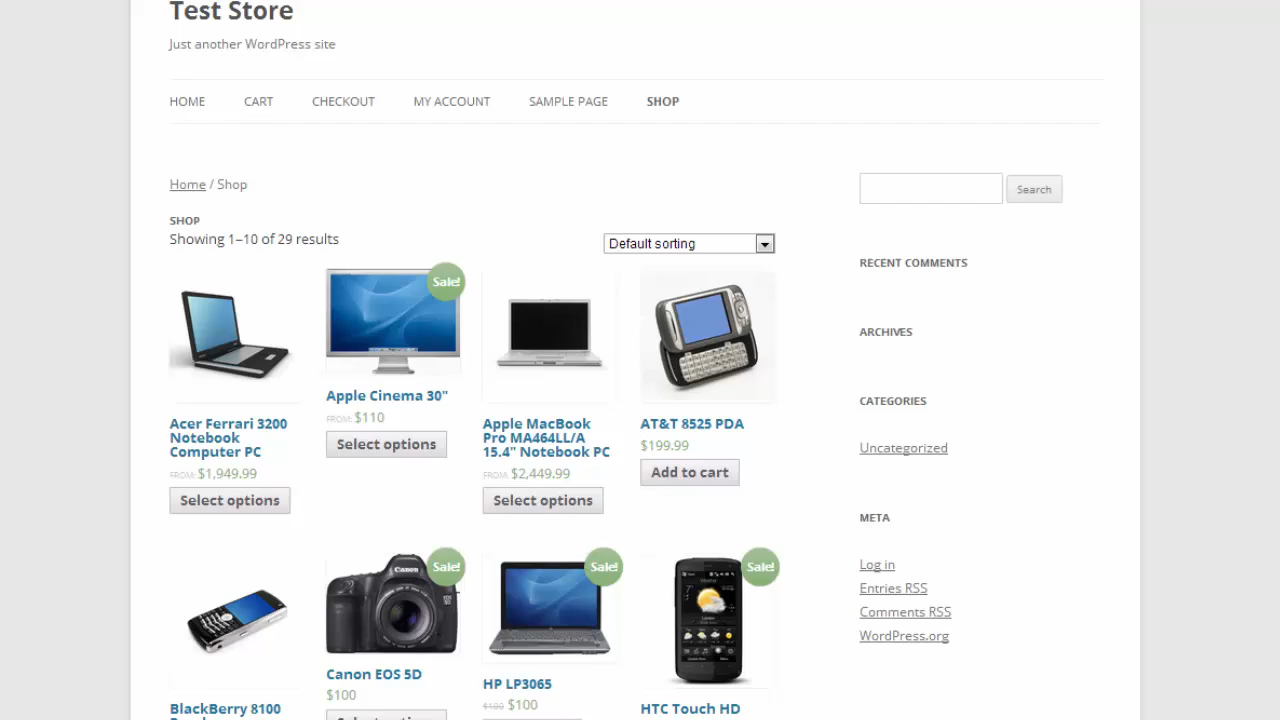 Test Store
Just another WordPress site
HOME CART CHECKOUT MY ACCOUNT SAMPLE PAGE SHOP
Home / Shop
Search
SHOP
Showing 1–10 of 29 results
Default sorting
Sale!
Acer Ferrari 3200
Notebook
Computer PC
FROM: $1,949.99
Select options
Apple Cinema 30"
FROM: $110
Select options
Apple MacBook
Pro MA464LL/A
15.4" Notebook PC
FROM: $2,449.99
Select options
AT&T 8525 PDA
$199.99
Add to cart
BlackBerry 8100
Sale!
Canon
Canon EOS 5D
$100
Sale!
HP LP3065
$100 $100
Sale!
HTC Touch HD
RECENT COMMENTS
ARCHIVES
CATEGORIES
Uncategorized
META
Log in
Entries RSS
Comments RSS
WordPress.org